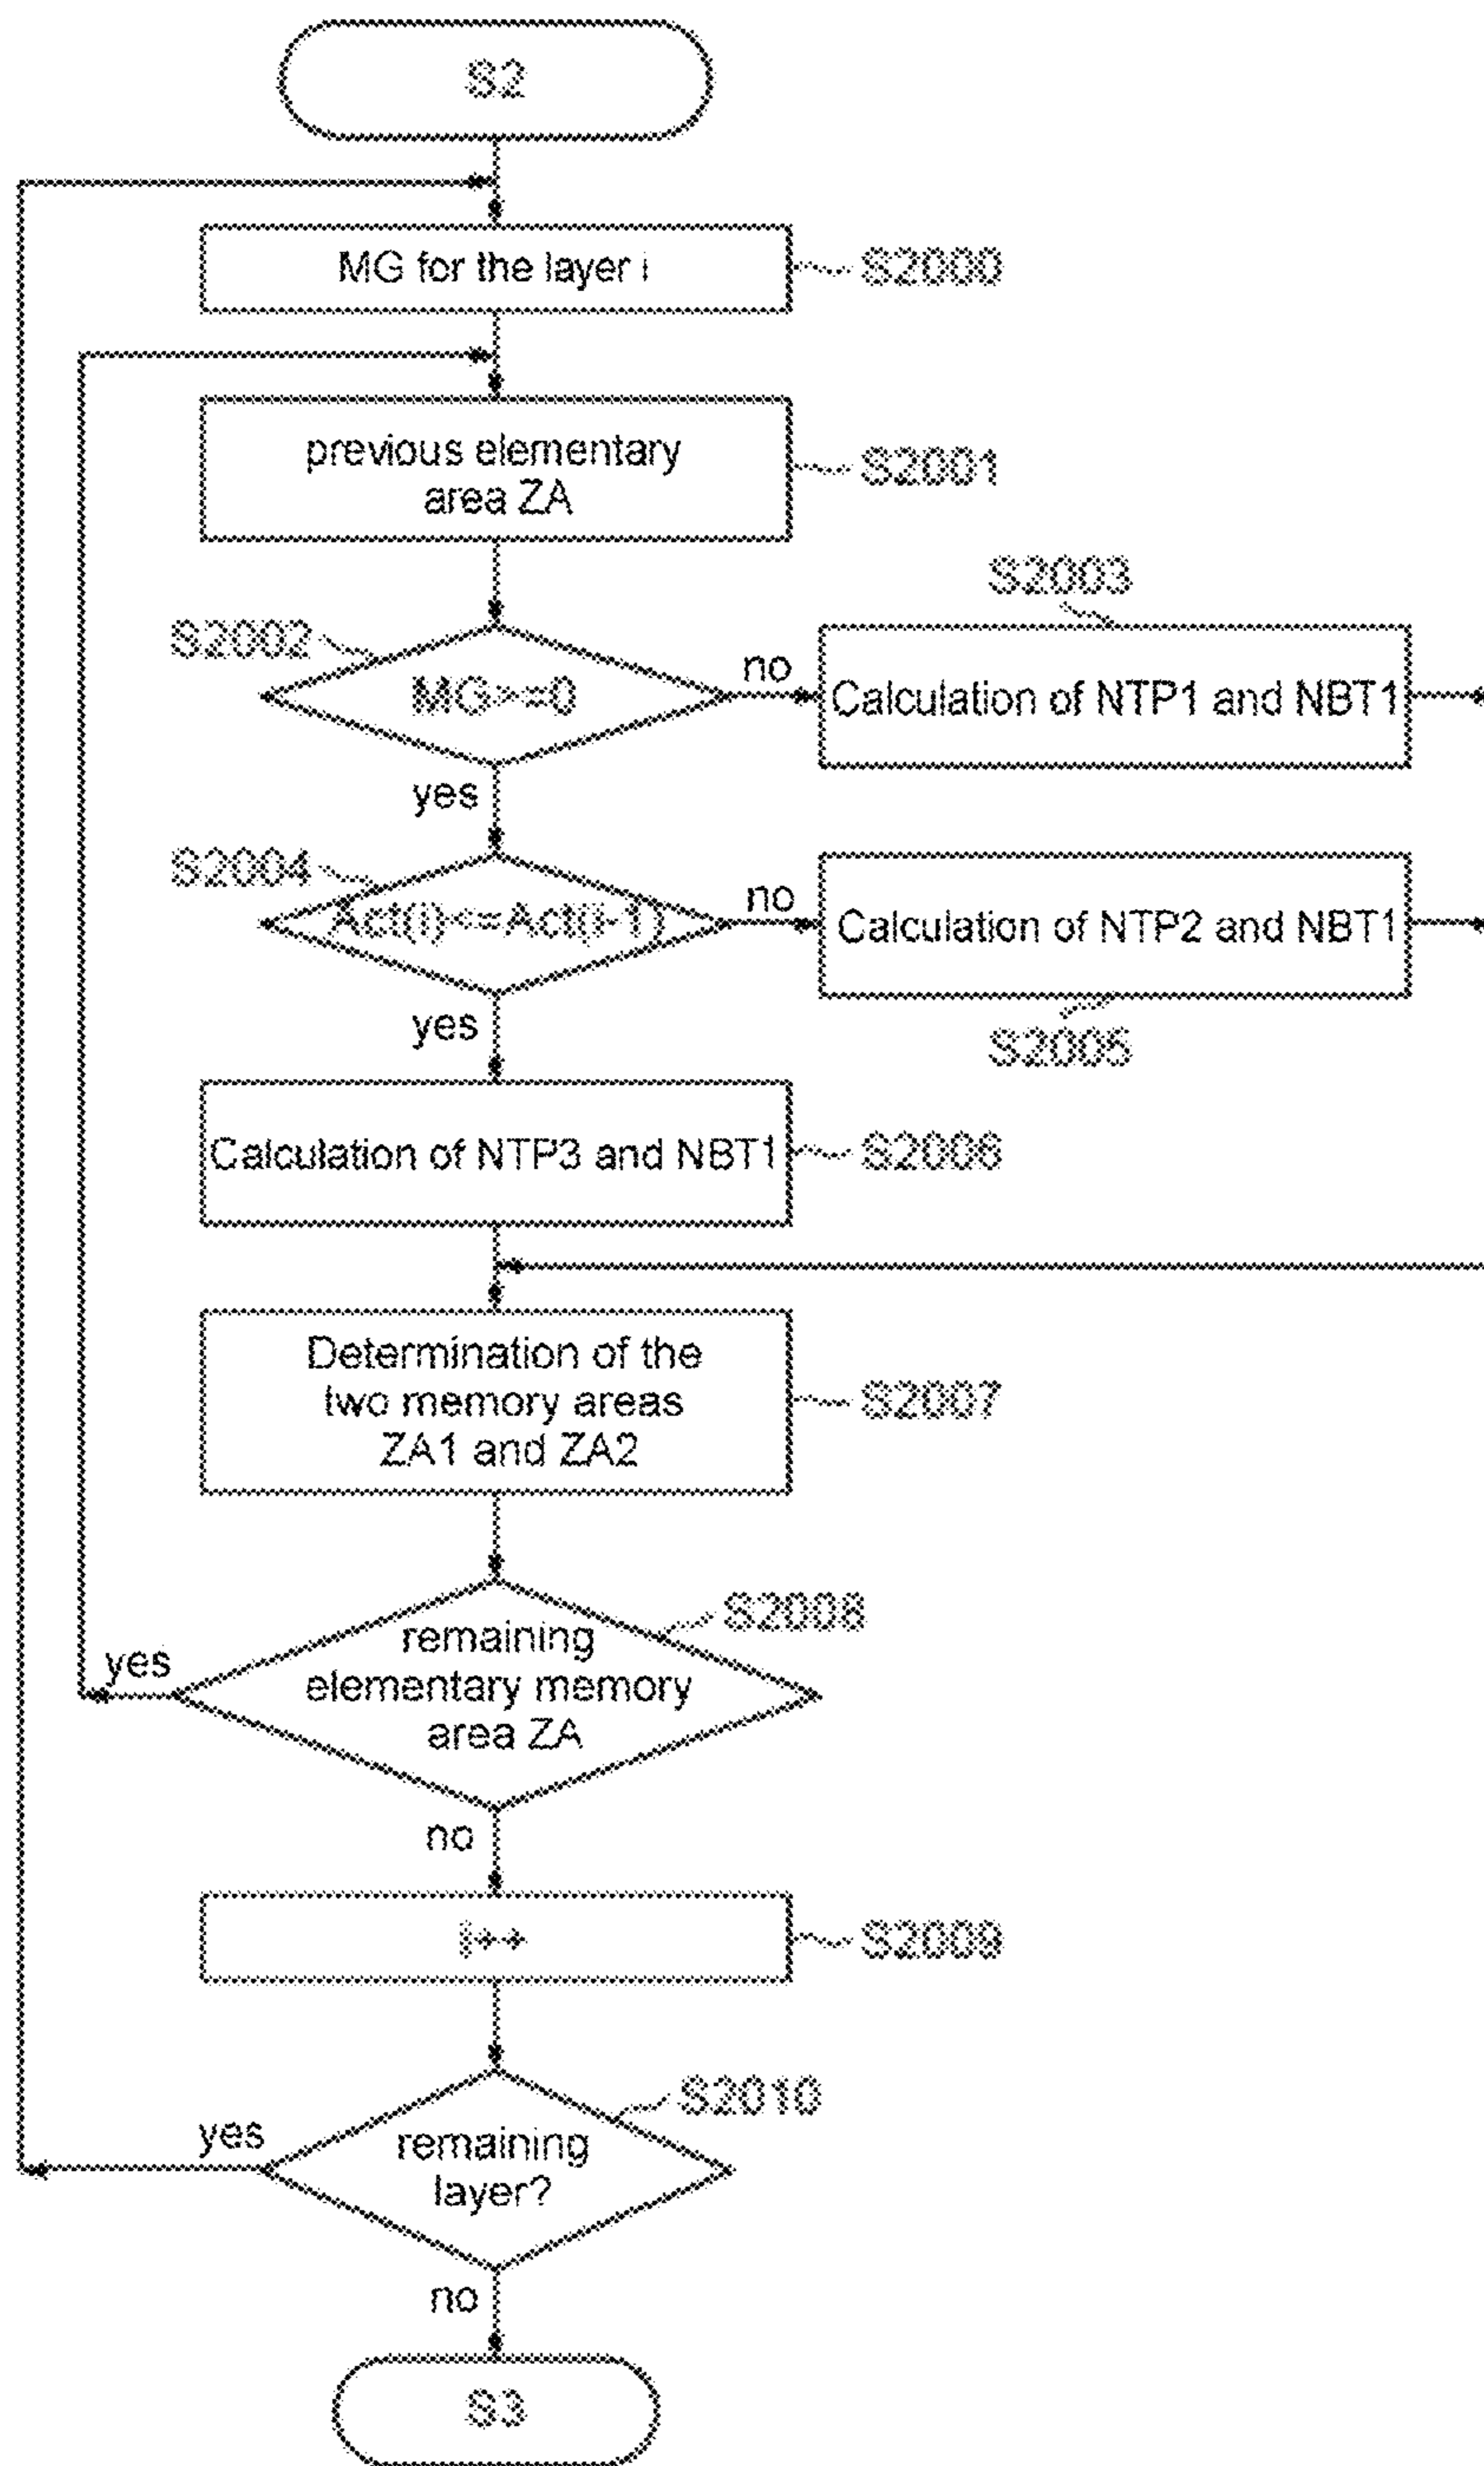 S2
MG for the layer i
S2000
previous elementary
area ZA
S2001
S2002
MG>=0
no
S2003
Calculation of NTP1 and NBT1
yes
S2004
Act(i)<=Act(i-1)
no
Calculation of NTP2 and NBT1
S2005
yes
Calculation of NTP3 and NBT1
S2006
Determination of the
two memory areas
ZA1 and ZA2
S2007
S2008
remaining
elementary memory
area ZA
yes
no
i++
S2009
S2010
remaining
layer?
yes
no
S3